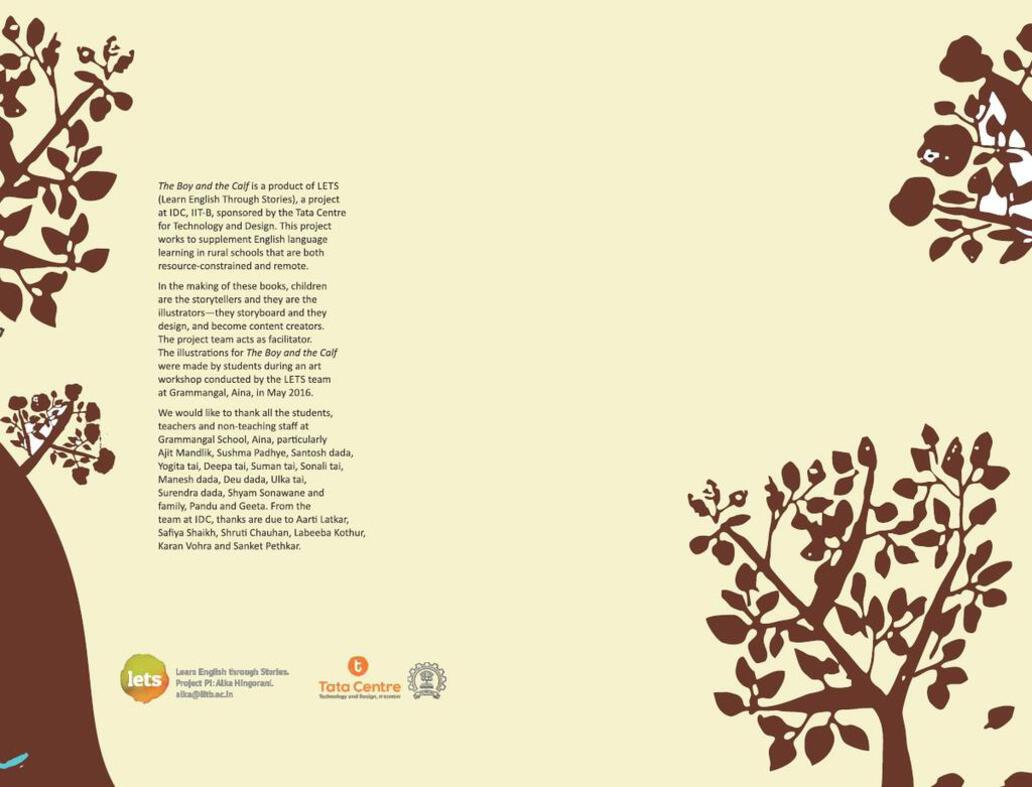 The Boy and the Calf is a product of LETS
(Learn English Through Stories), a project
at IDC, IIT-B, sponsored by the Tata Centre
for Technology and Design. This project
works to supplement English language
learning in rural schools that are both
resource-constrained and remote.
In the making of these books, children
are the storytellers and they are the
illustrators—they storyboard and they
design, and become content creators.
The project team acts as facilitator.
The illustrations for The Boy and the Calf
were made by students during an art
workshop conducted by the LETS team
at Grammangal, Aina, in May 2016.
We would like to thank all the students,
teachers and non-teaching staff at
Grammangal School, Aina, particularly
Ajit Mandlik, Sushma Padhye, Santosh dada,
Yogita tai, Deepa tai, Suman tai, Sonali tai,
Manesh dada, Deu dada, Ulka tai,
Surendra dada, Shyam Sonawane and
family, Pandu and Geeta. From the
team at IDC, thanks are due to Aarti Latkar,
Safiya Shaikh, Shruti Chauhan, Labeeba Kothur,
Karan Vohra and Sanket Pethkar.
lets
Learn English through Stories.
Project PI: Alka Hingorani.
alka@iitb.ac.in
t
Tata Centre
Technology and Design,